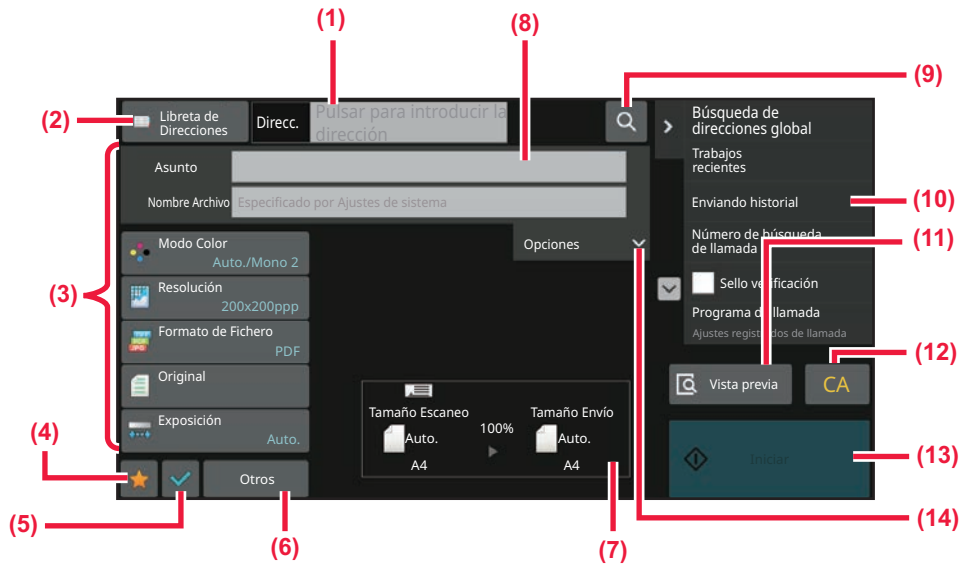 (1)
(8)
(9)
(2)
Libreta de
Direcciones
Direcc.
Pulsar para introducir la
dirección
Búsqueda de
direcciones global
(3)
Asunto
Nombre Archivo
Especificado por Ajustes de sistema
Trabajos
recientes
Enviando historial
(10)
Opciones
Número de búsqueda
de llamada
(11)
Modo Color
Auto./Mono 2
Resolución
200x200ppp
Formato de Fichero
PDF
Original
Exposición
Auto.
Sello verificación
Programa de llamada
Ajustes registrados de llamada
(12)
Vista previa
CA
Tamaño Escaneo
Auto.
A4
100%
Tamaño Envío
Auto.
A4
(4)
Iniciar
(13)
Otros
(5)
(6)
(7)
(14)